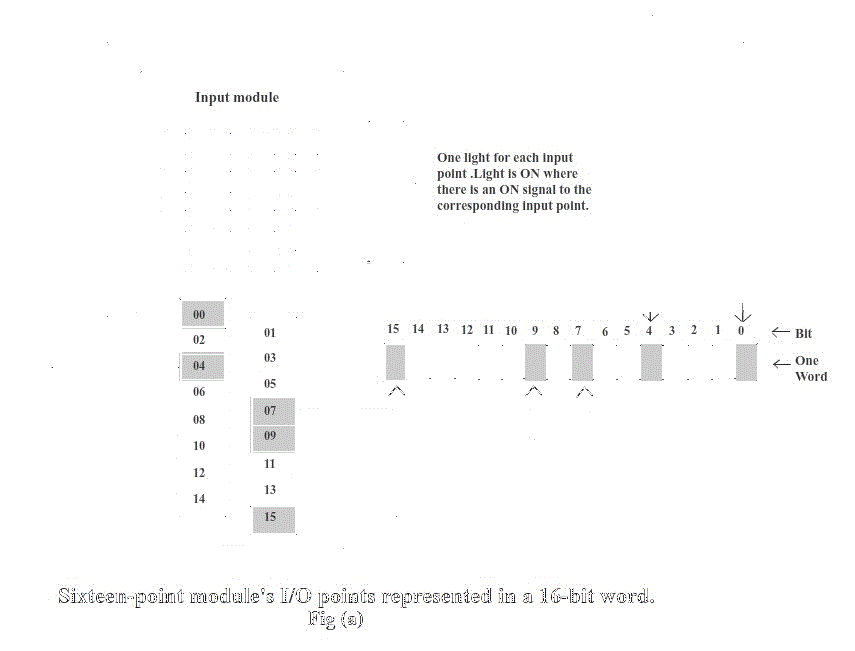 Input module
One light for each input
point .Light is ON where
there is an ON signal to the
corresponding input point.
00
02
04
06
08
10
12
14
01
03
05
07
09
11
13
15
15 14 13 12 11 10 9 8 7 6 5 4 3 2 1 0
Bit
One
Word
Sixteen-point module's I/O points represented in a 16-bit word.
Fig (a)